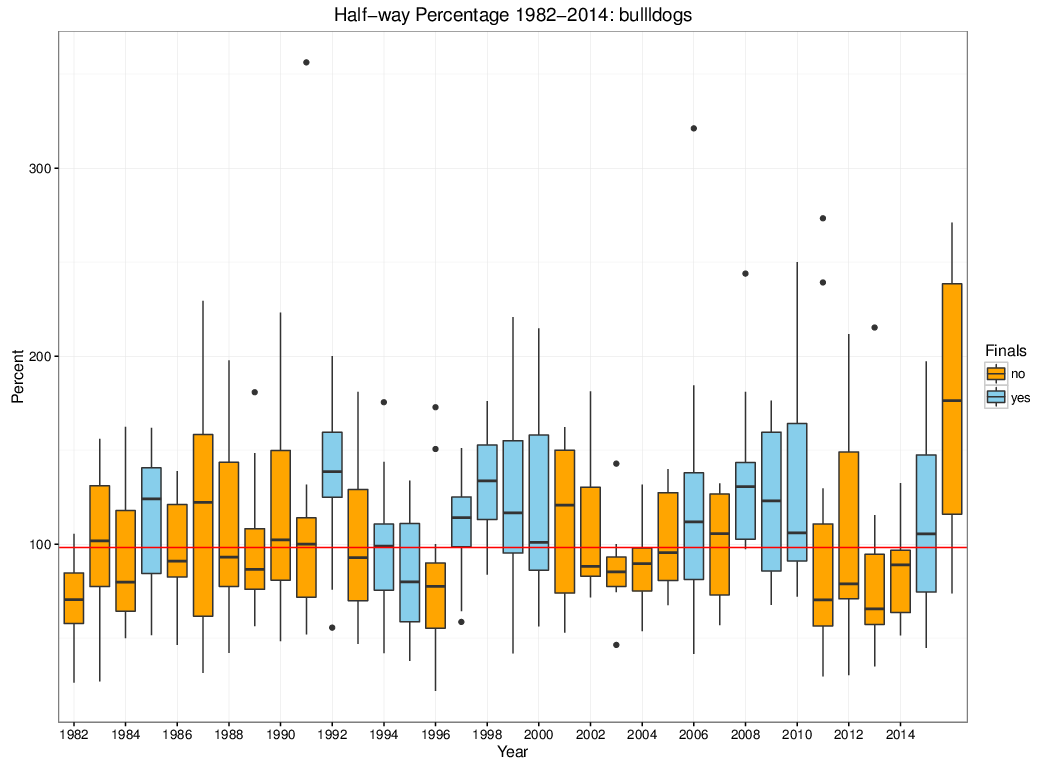 Half−way Percentage 1982−2014: bullldogs
300
200
100
Percent
1982 1984 1986 1988 1990 1992 1994 1996 1998 2000 2002 2004 2006 2008 2010 2012 2014
Year
Finals
no
yes